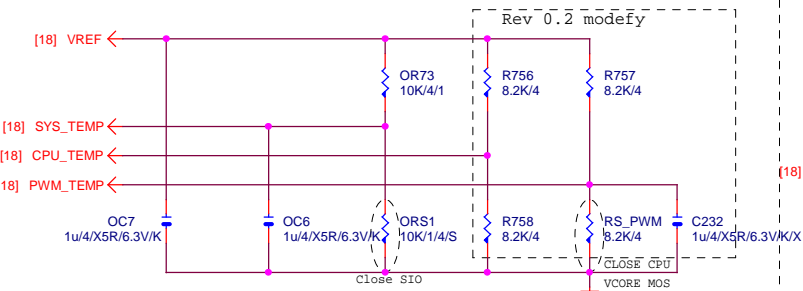 Rev 0.2 modefy
[18] VREF
OR73
10K/4/1
R756
8.2K/4
R757
8.2K/4
[18] SYS_TEMP
[18] CPU_TEMP
18] PWM_TEMP
[18]
OC7
1u/4/X5R/6.3V/K
OC6
1u/4/X5R/6.3V/K
ORS1
10K/1/4/S
R758
8.2K/4
RS_PWM
8.2K/4
C232
1u/4/X5R/6.3V/K/X
Close SIO
CLOSE CPU
VCORE MOS